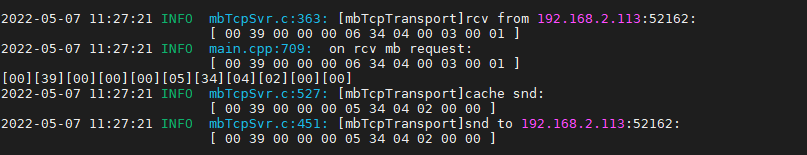 2022-05-07 11:27:21 INFO  mbTcpSvr.c:363: [mbTcpTransport]rcv from 192.168.2.113:52162:
[ 00 39 00 00 00 06 34 04 00 03 00 01 ]
2022-05-07 11:27:21 INFO  main.cpp:709:  on rcv mb request:
[ 00 39 00 00 00 06 34 04 00 03 00 01 ]
[00][39][00][00][00][05][34][04][02][00][00]
2022-05-07 11:27:21 INFO  mbTcpSvr.c:527: [mbTcpTransport]cache snd:
[ 00 39 00 00 00 05 34 04 02 00 00 ]
2022-05-07 11:27:21 INFO  mbTcpSvr.c:451: [mbTcpTransport]snd to 192.168.2.113:52162:
[ 00 39 00 00 00 05 34 04 02 00 00 ]